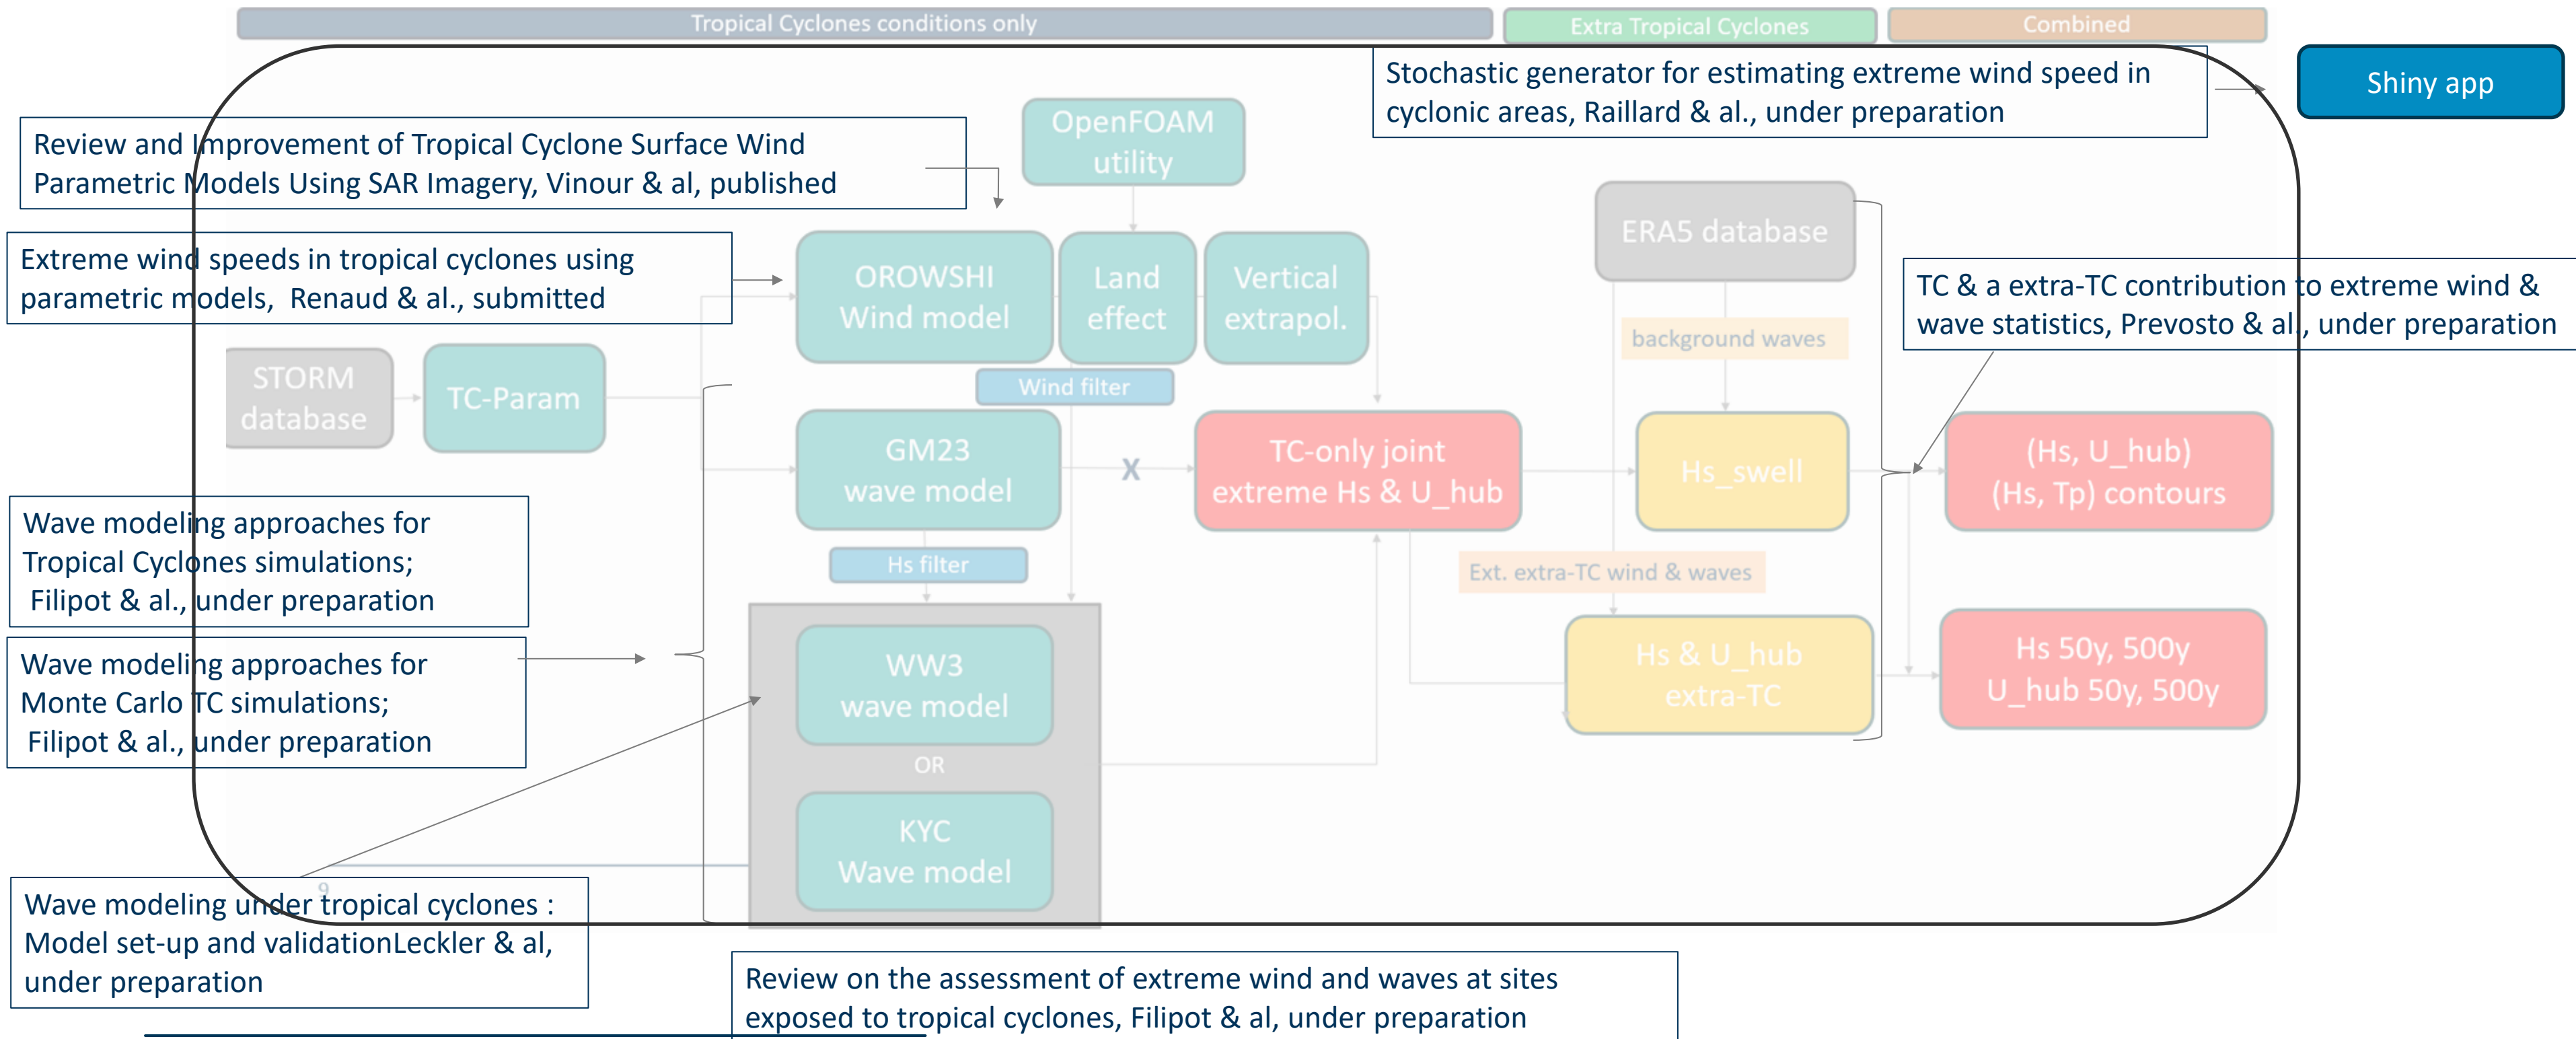 Tropical Cyclones conditions only
Extra Tropical Cyclones
Combined
Stochastic generator for estimating extreme wind speed in
cyclonic areas, Raillard & al., under preparation
Shiny app
Review and Improvement of Tropical Cyclone Surface Wind
Parametric Models Using SAR Imagery, Vinour & al, published
OpenFOAM
utility
Extreme wind speeds in tropical cyclones using
parametric models, Renaud & al., submitted
OROWSHI
Wind model
Land
effect
Vertical
extrapol.
ERA5 database
TC & a extra-TC contribution to extreme wind &
wave statistics, Prevosto & al., under preparation
background waves
STORM
database
TC-Param
Wind filter
GM23
wave model
X
TC-only joint
extreme Hs & U_hub
Hs_swell
(Hs, U_hub)
(Hs, Tp) contours
Wave modeling approaches for
Tropical Cyclones simulations;
Filipot & al., under preparation
Hs filter
Ext. extra-TC wind & waves
Wave modeling approaches for
Monte Carlo TC simulations;
Filipot & al., under preparation
WW3
wave model
OR
KYC
Wave model
Hs & U_hub
extra-TC
Hs 50y, 500y
U_hub 50y, 500y
9
Wave modeling under tropical cyclones :
Model set-up and validationLeckler & al,
under preparation
Review on the assessment of extreme wind and waves at sites
exposed to tropical cyclones, Filipot & al, under preparation